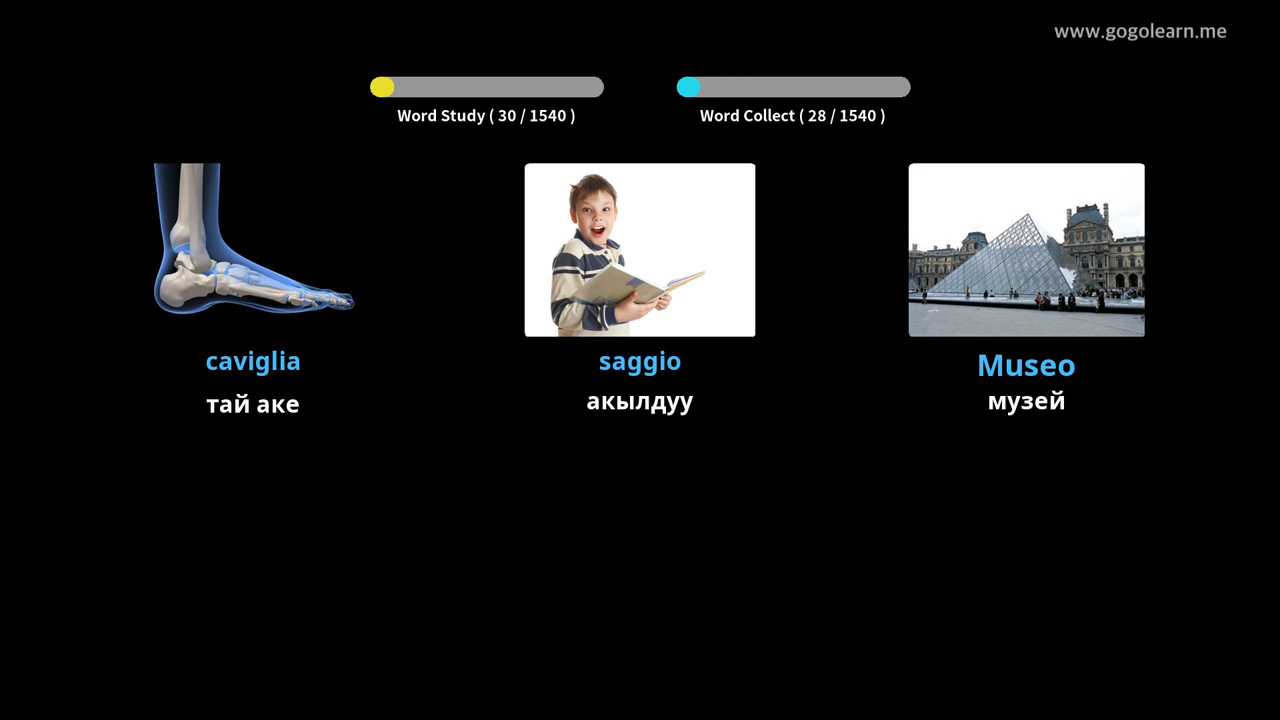 www.gogolearn.me
Word Study ( 30 / 1540 )
Word Collect ( 28 / 1540 )
caviglia
saggio
Museo
тай аке
акылдуу
музей